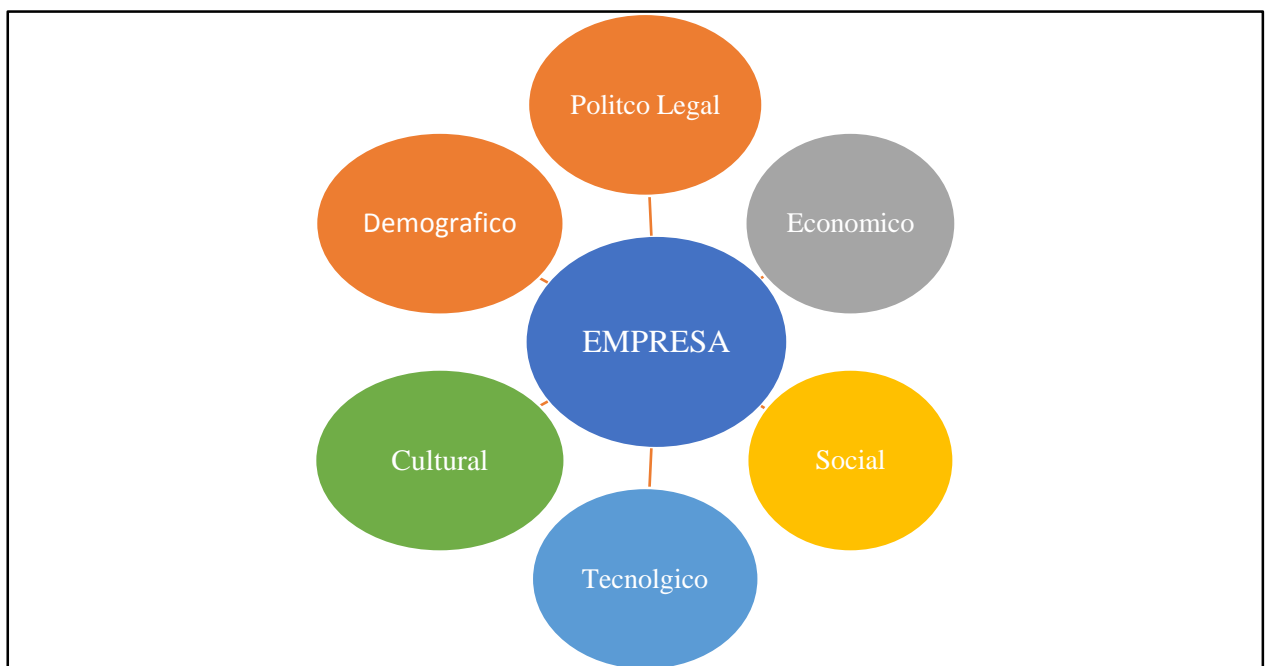 Politco Legal
Demografico
Economico
EMPRESA
Cultural
Social
Tecnolgico